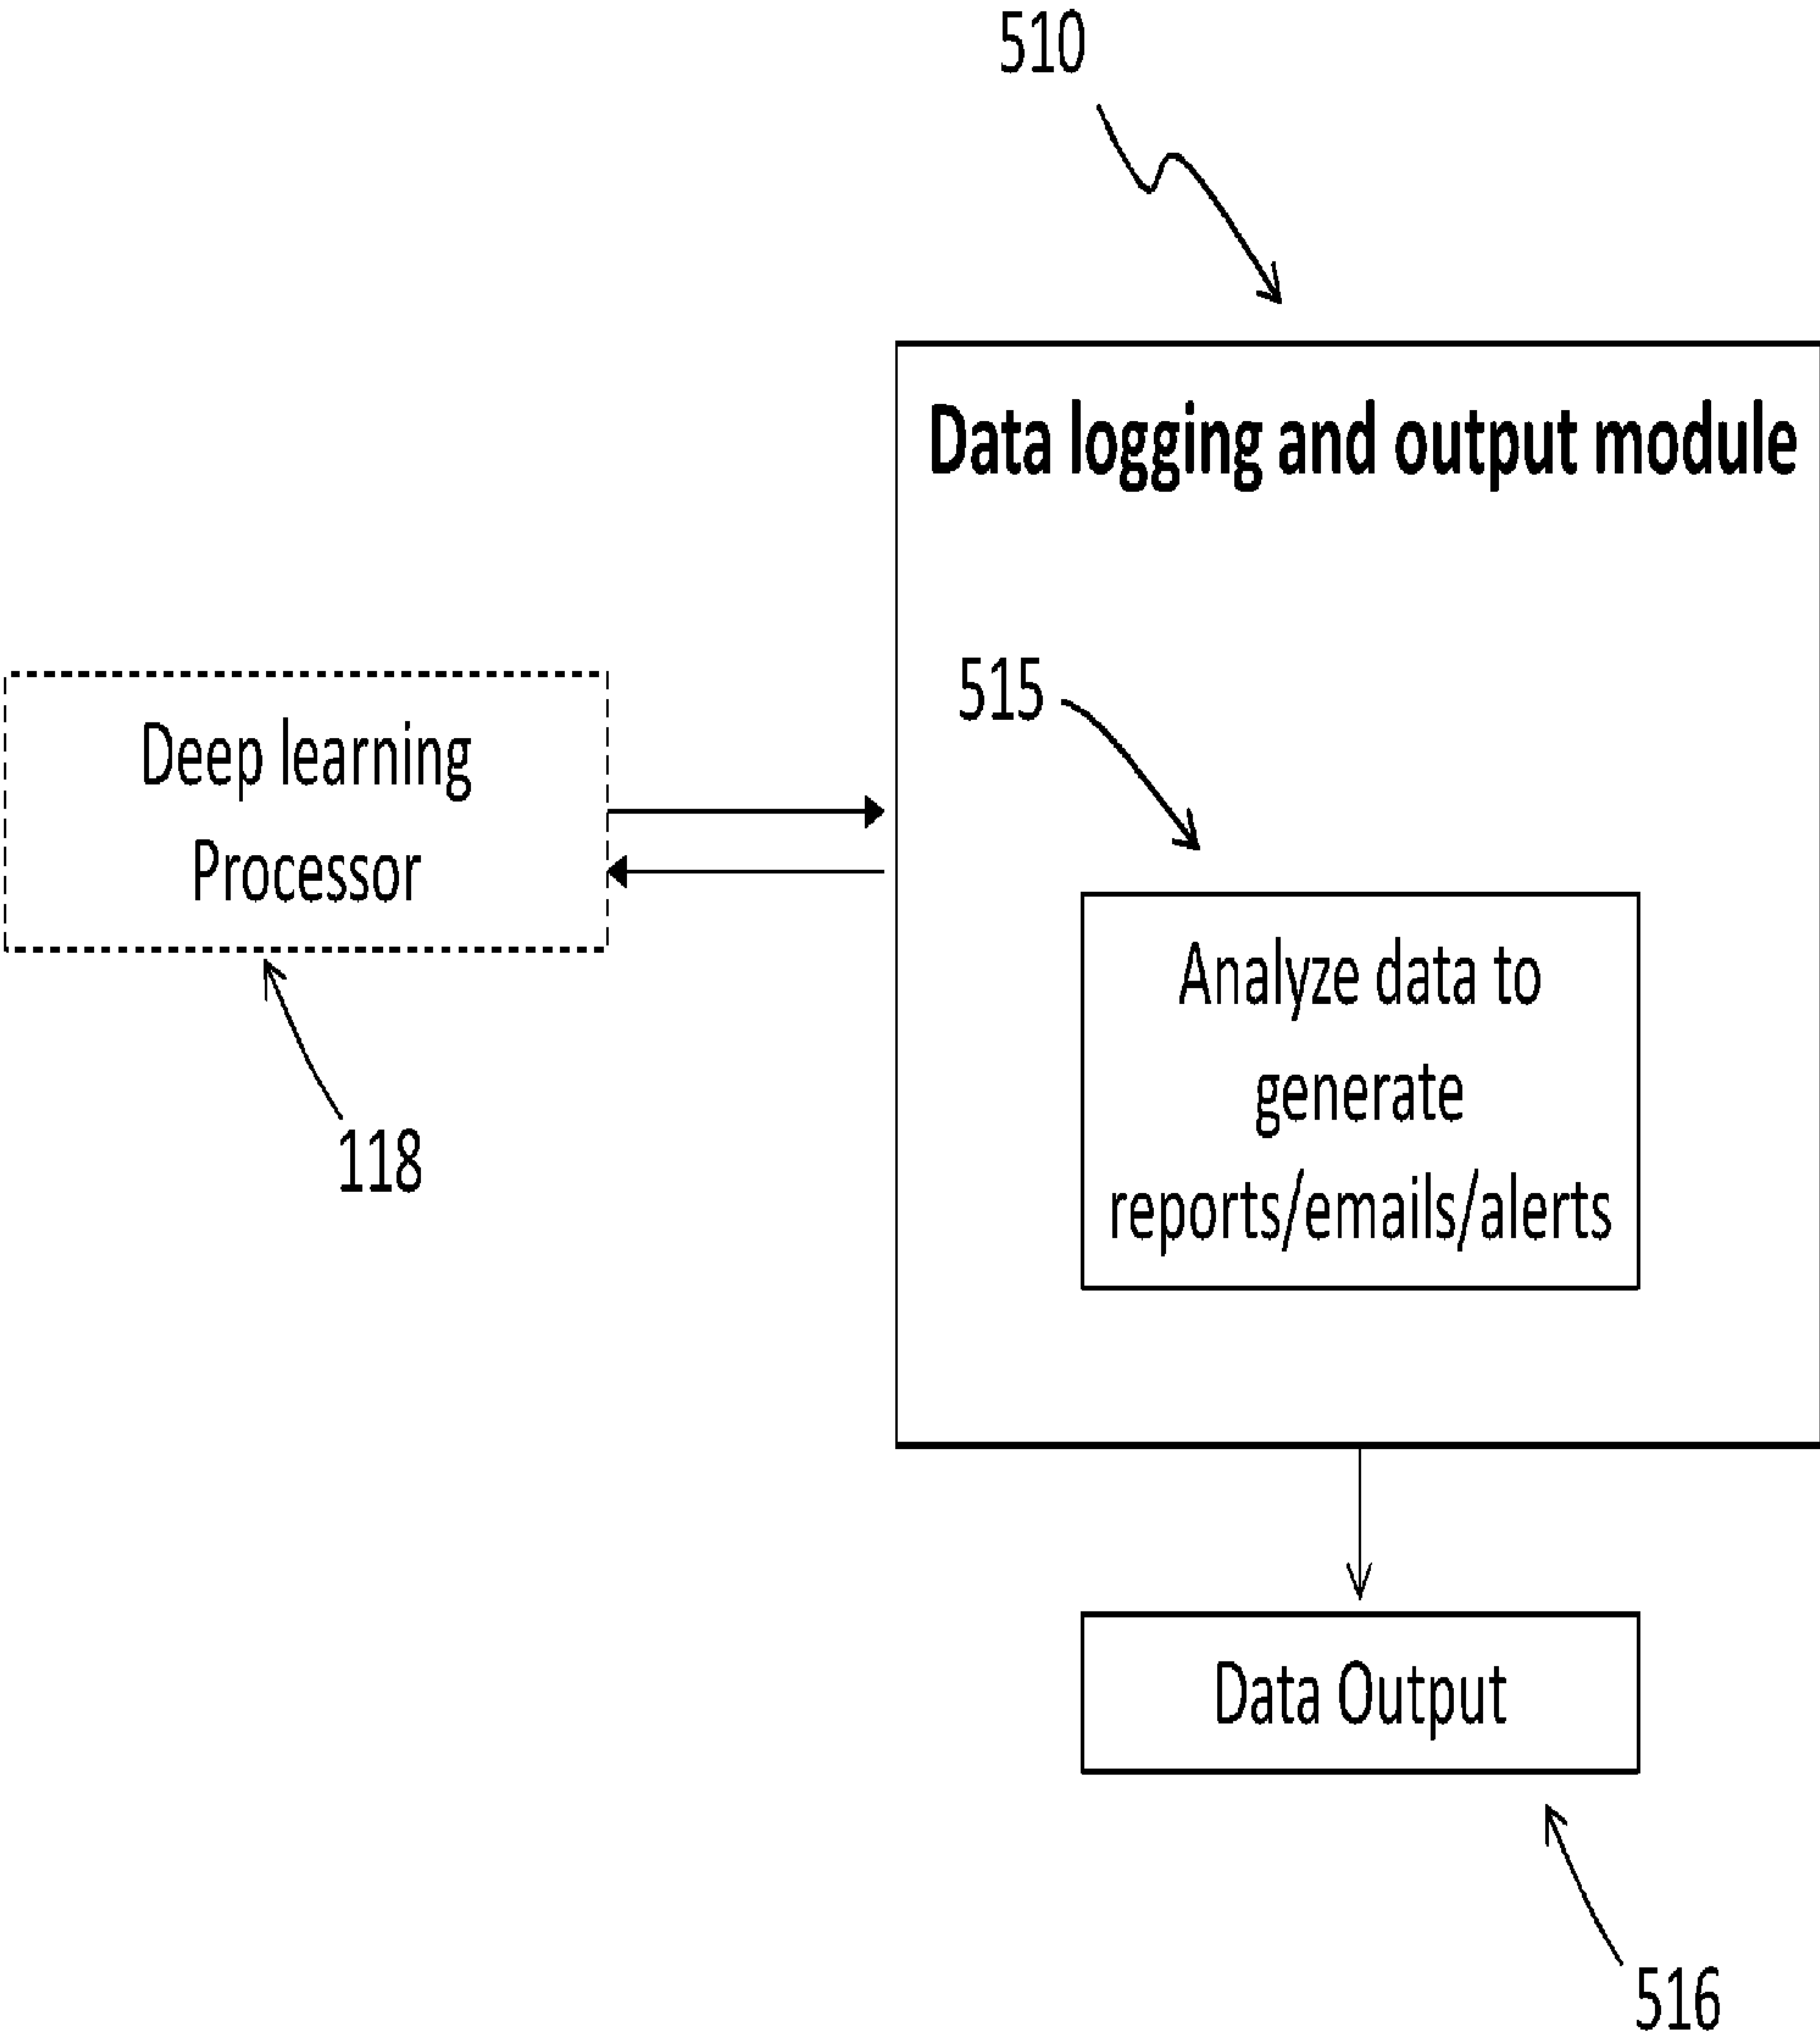 510
Data logging and output module
515
Deep learning
Processor
118
Analyze data to
generate
reports/emails/alerts
Data Output
516